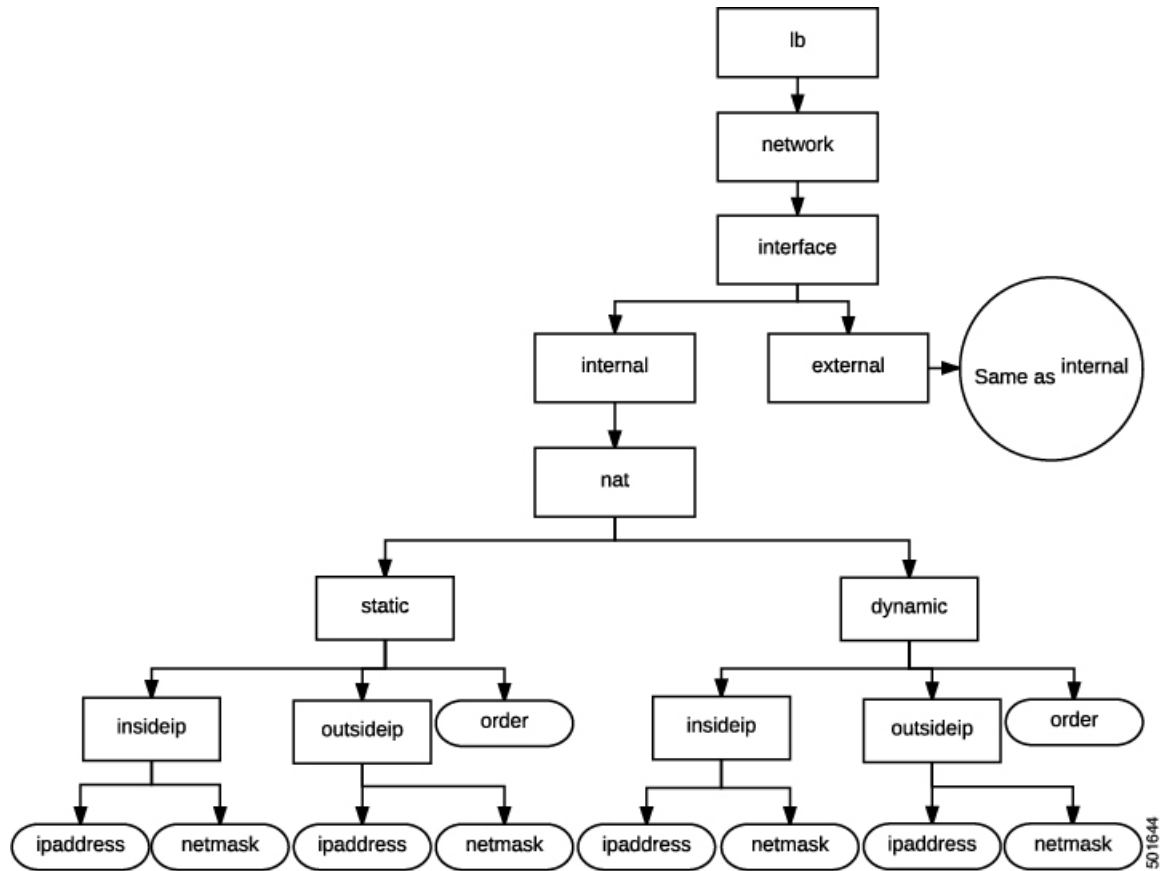 lb
network
interface
internal
external
Same as internal
nat
static
dynamic
insideip
outsideip
order
insideip
outsideip
order
ipaddress
netmask
ipaddress
netmask
ipaddress
netmask
ipaddress
netmask
501644